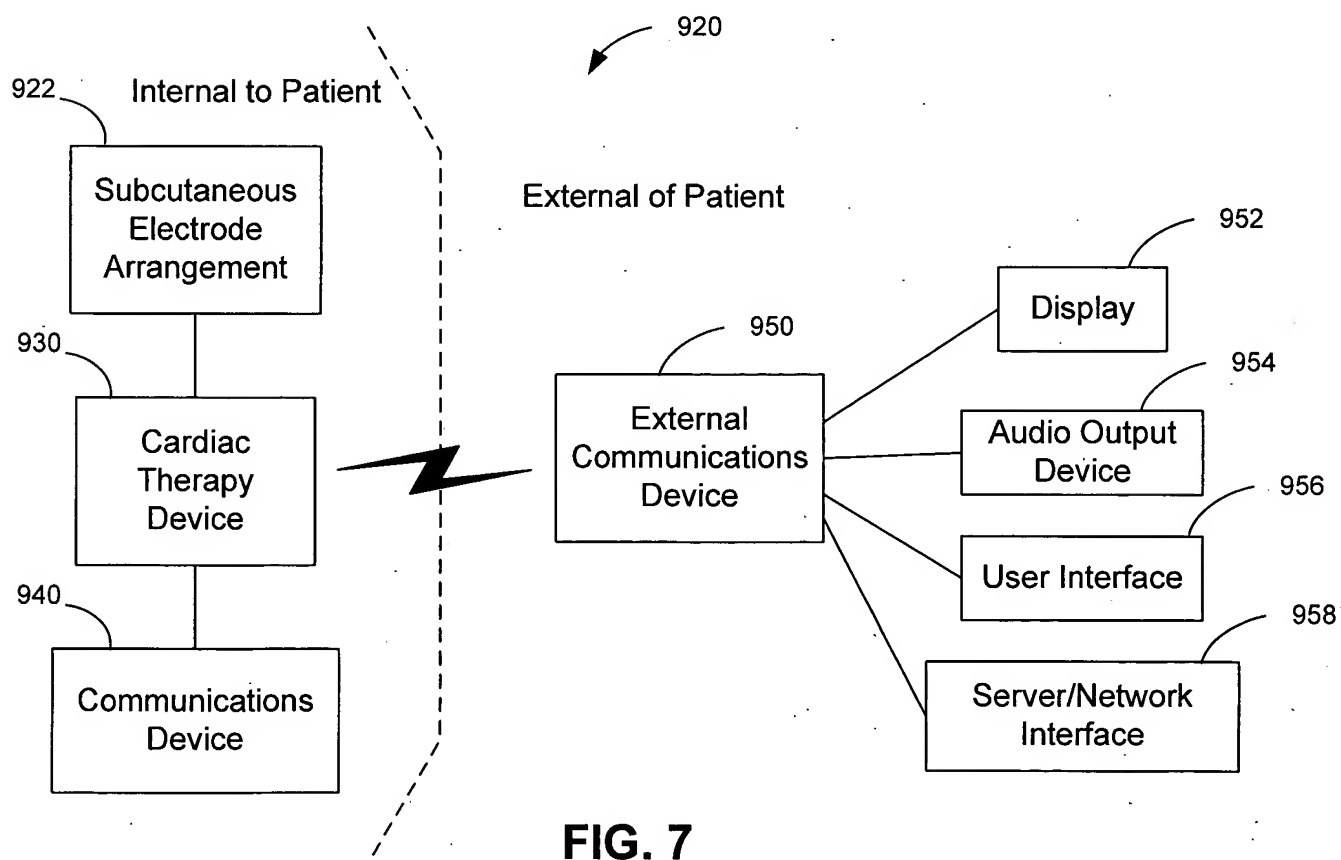 920
922
Internal to Patient
Subcutaneous
Electrode
Arrangement
External of Patient
952
Display
930
950
954
Cardiac
Therapy
Device
External
Communications
Device
Audio Output
Device
956
User Interface
940
958
Communications
Device
Server/Network
Interface
FIG. 7